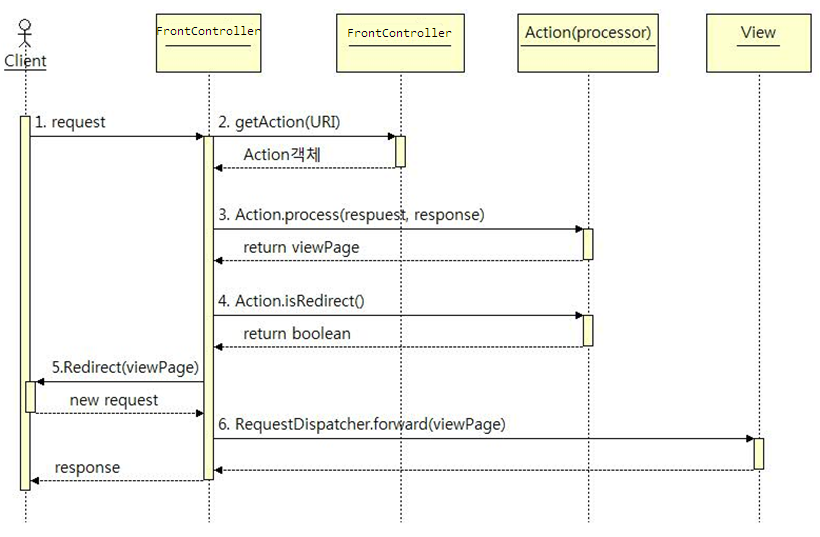 Client
FrontController
FrontController
Action(processor)
View
1. request
2. getAction(URI)
Action객체
3. Action.process(respuest, response)
return viewPage
4. Action.isRedirect()
return boolean
5.Redirect(viewPage)
new request
6. RequestDispatcher.forward(viewPage)
response